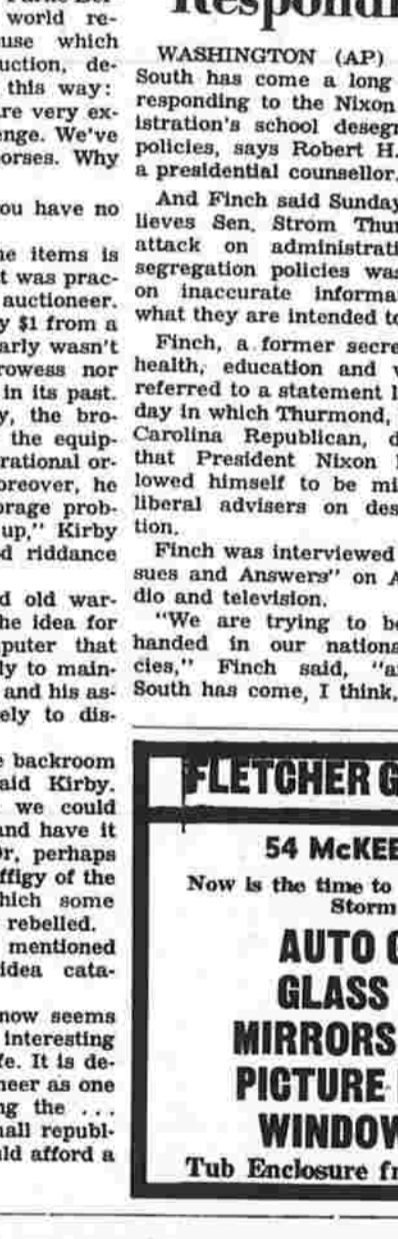 world re-
use which
uction, de-
this way:
re very ex-
enge. We've
orses. Why
ou have no
ne items is
t was prac-
auctioneer.
y $1 from a
arly wasn't
rowess nor
in its past.
y, the bro-
the equip-
rational or-
oreover, he
orage prob-
up," Kirby
d riddance
d old war-
he idea for
puter that
ly to main-
and his as-
ely to dis-
e backroom
aid Kirby.
we could
and have it
Or, perhaps
ffigy of the
hich some
rebelled.
mentioned
idea cata-
now seems
interesting
fe. It is de-
neer as one
ng the ...
nall republ-
ld afford a
Respondi
WASHINGTON (AP)
South has come a long
responding to the Nixon
istration's school desegr
policies, says Robert H.
a presidential counsellor.
And Finch said Sunday
lieves Sen. Strom Thur
attack on administrati
segregation policies was
on inaccurate informa
what they are intended to
Finch, a former secre
health, education and
referred to a statement l
day in which Thurmond,
Carolina Republican, d
that President Nixon
lowed himself to be mi
liberal advisers on des
tion.
Finch was interviewed
sues and Answers" on A
dio and television.
"We are trying to be
handed in our nationa
cies," Finch said, "a
South has come, I think,
FLETCHER G
54 McKEE
Now is the time to
Storm
AUTO G
GLASS
MIRRORS
PICTURE
WINDOW
Tub Enclosure fr